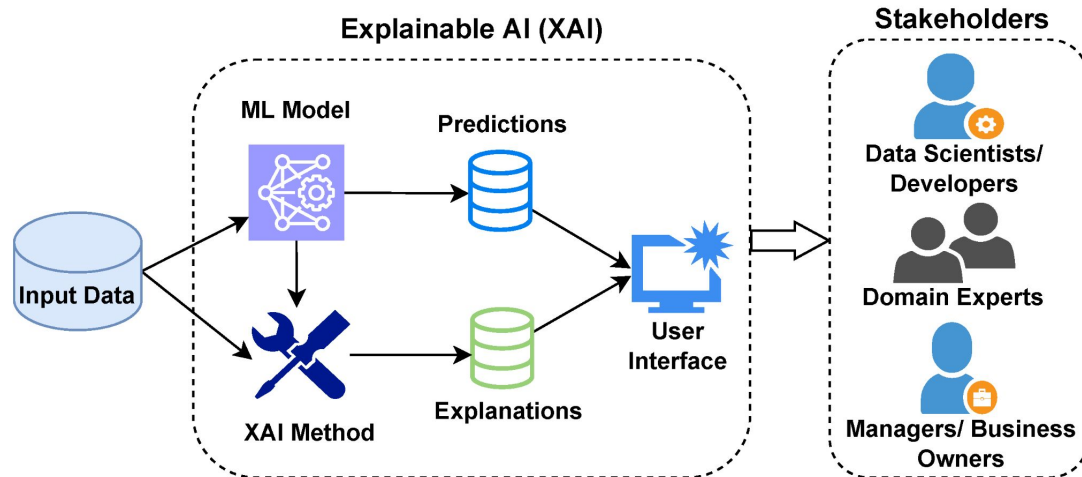 Explainable AI (XAI)
Stakeholders
ML Model
Predictions
Input Data
XAI Method
Explanations
User
Interface
Data Scientists/
Developers
Domain Experts
Managers/ Business
Owners